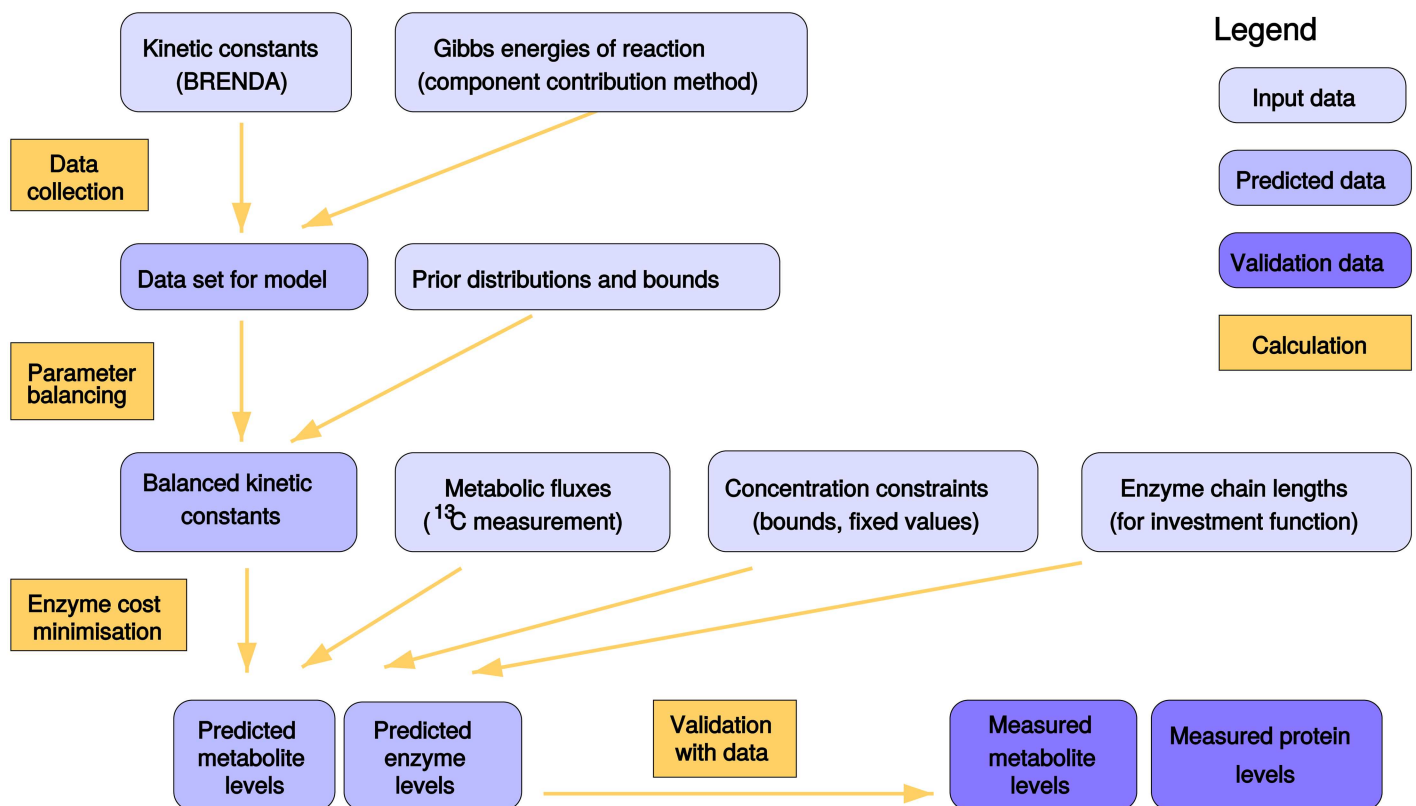 Legend
Kinetic constants
(BRENDA)
Gibbs energies of reaction
(component contribution method)
Input data
Data
collection
Predicted data
Data set for model
Prior distributions and bounds
Validation data
Calculation
Parameter
balancing
Balanced kinetic
constants
Metabolic fluxes
( ¹³C measurement)
Concentration constraints
(bounds, fixed values)
Enzyme chain lengths
(for investment function)
Enzyme cost
minimisation
Predicted
metabolite
levels
Predicted
enzyme
levels
Validation
with data
Measured
metabolite
levels
Measured protein
levels